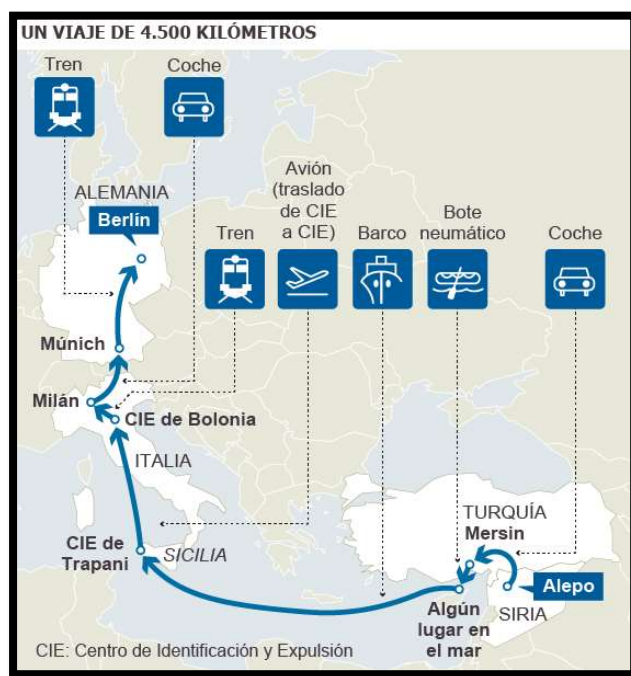 UN VIAJE DE 4.500 KILÓMETROS
Tren
Coche
ALEMANIA
Berlín
Avión
(traslado
de CIE
a CIE)
Tren
Barco
Bote
neumático
Coche
Múnich
Milán
CIE de Bolonia
ITALIA
TURQUÍA
Mersin
CIE de
Trapani
SICILIA
Alepo
SIRIA
Algún
lugar en
el mar
CIE: Centro de Identificación y Expulsión